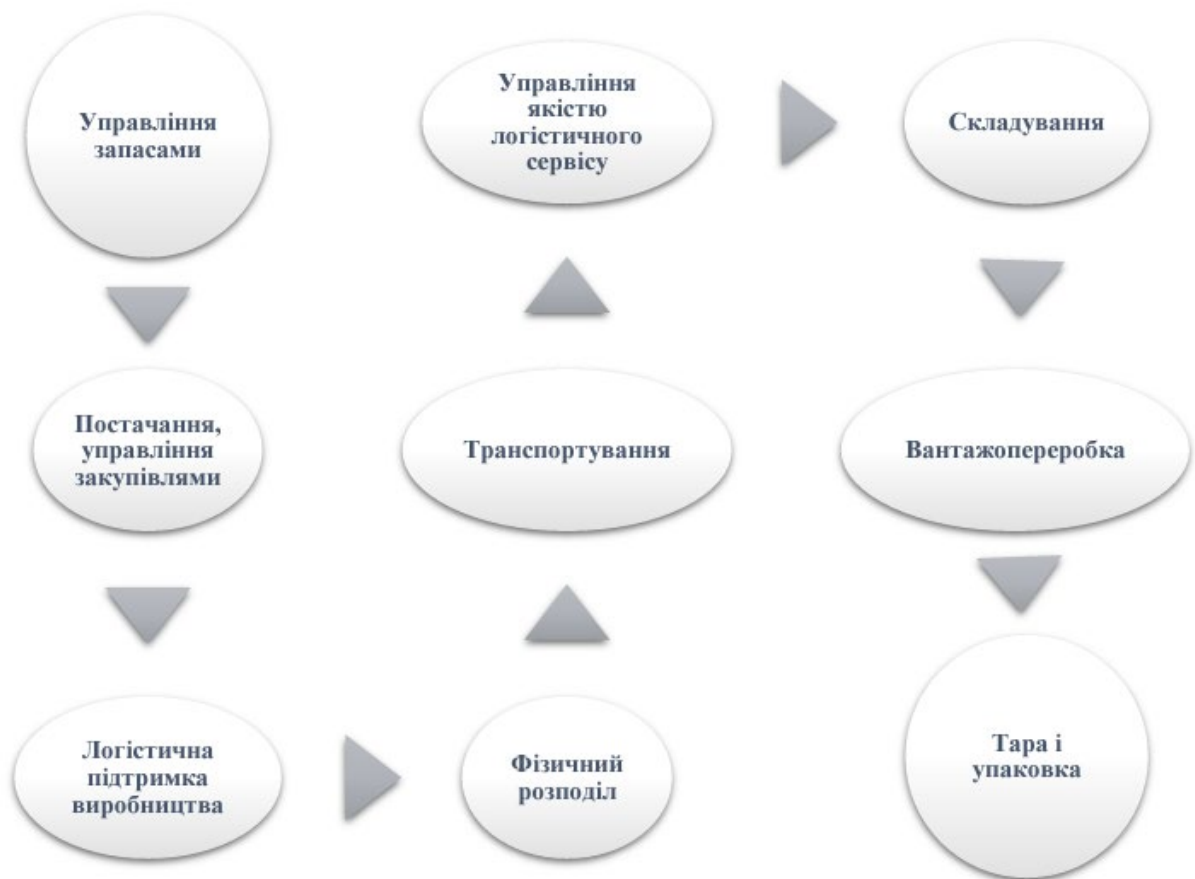 Управління
запасами
Постачання,
управління
закупівлями
Логістична
підтримка
виробництва
Фізичний
розподіл
Транспортування
Управління
якістю
логістичного
сервісу
Складування
Вантажопереробка
Тара і
упаковка